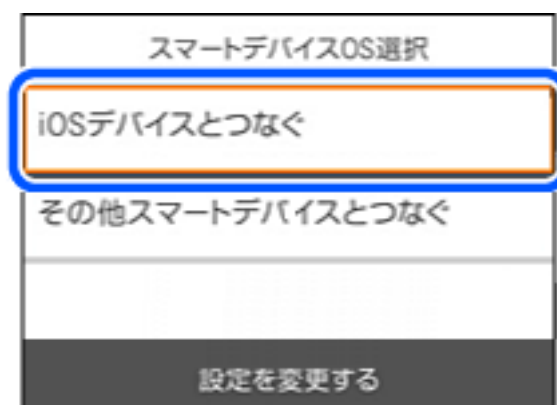 スマートデバイスOS選択
iOSデバイスとつなぐ
その他スマートデバイスとつなぐ
設定を変更する